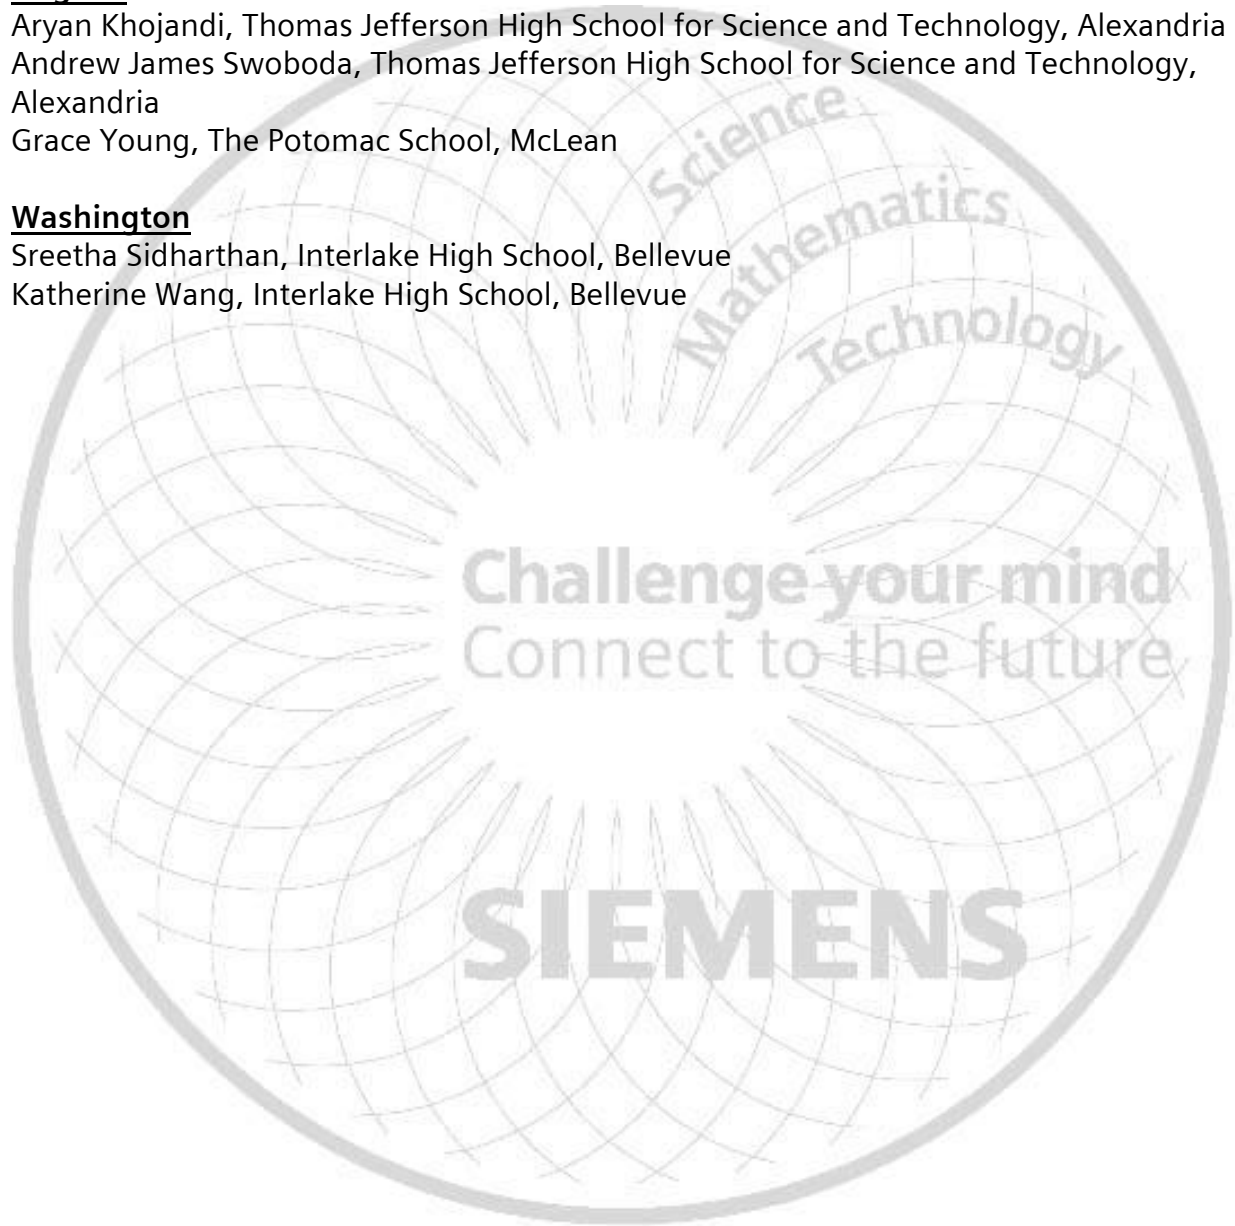 Aryan Khojandi, Thomas Jefferson High School for Science and Technology, Alexandria
Andrew James Swoboda, Thomas Jefferson High School for Science and Technology,
Alexandria
Grace Young, The Potomac School, McLean
Washington
Sreetha Sidharthan, Interlake High School, Bellevue
Katherine Wang, Interlake High School, Bellevue
Science
Mathematics
Technology
Challenge your mind
Connect to the future
SIEMENS